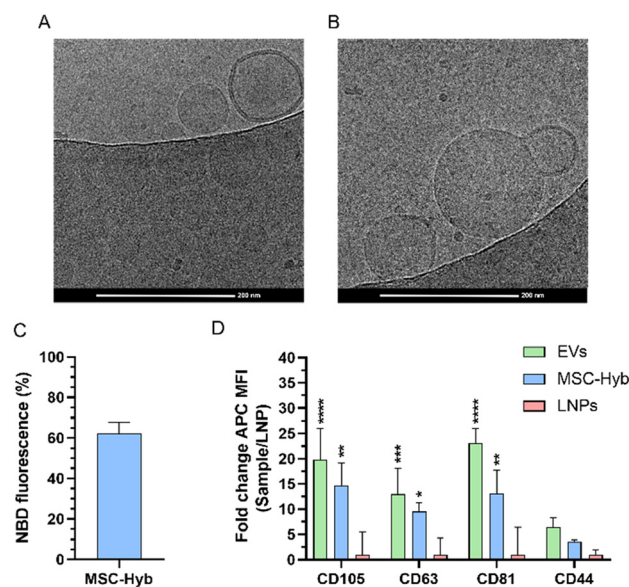 A
B
200 nm
200 nm
C
D
NBD fluorescence (%)
100
80
60
40
20
0
MSC-Hyb
Fold change APC MFI
(Sample/LNP)
40
35
30
25
20
15
10
5
0
EVs
MSC-Hyb
LNPs
****
**
***
*
****
**
CD105
CD63
CD81
CD44